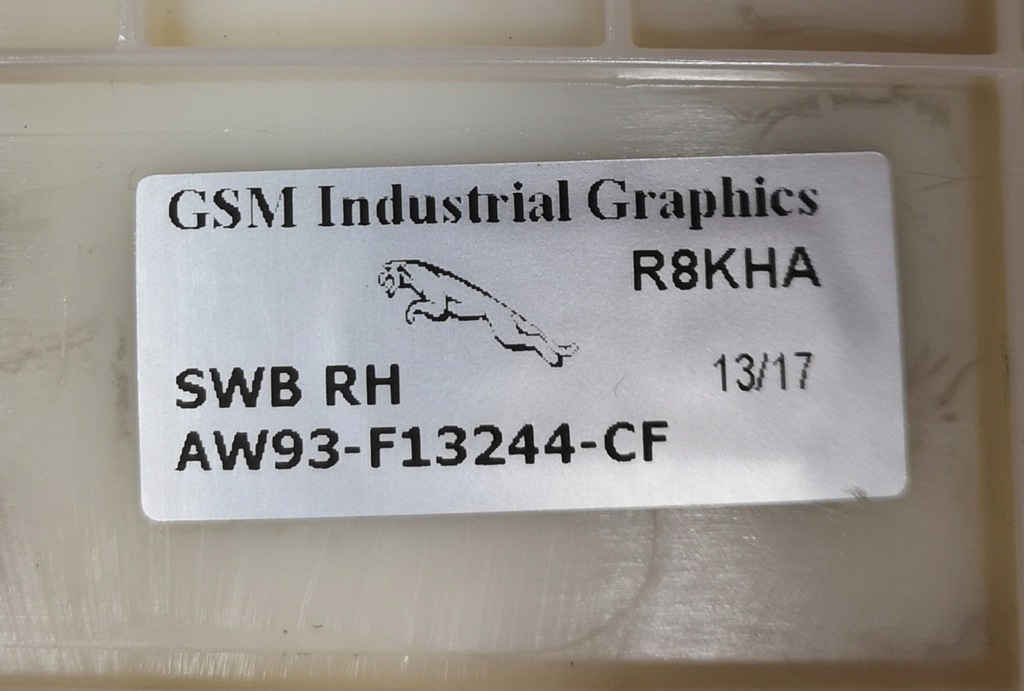 GSM Industrial Graphics
R8KHA
13/17
SWB RH
AW93-F13244-CF